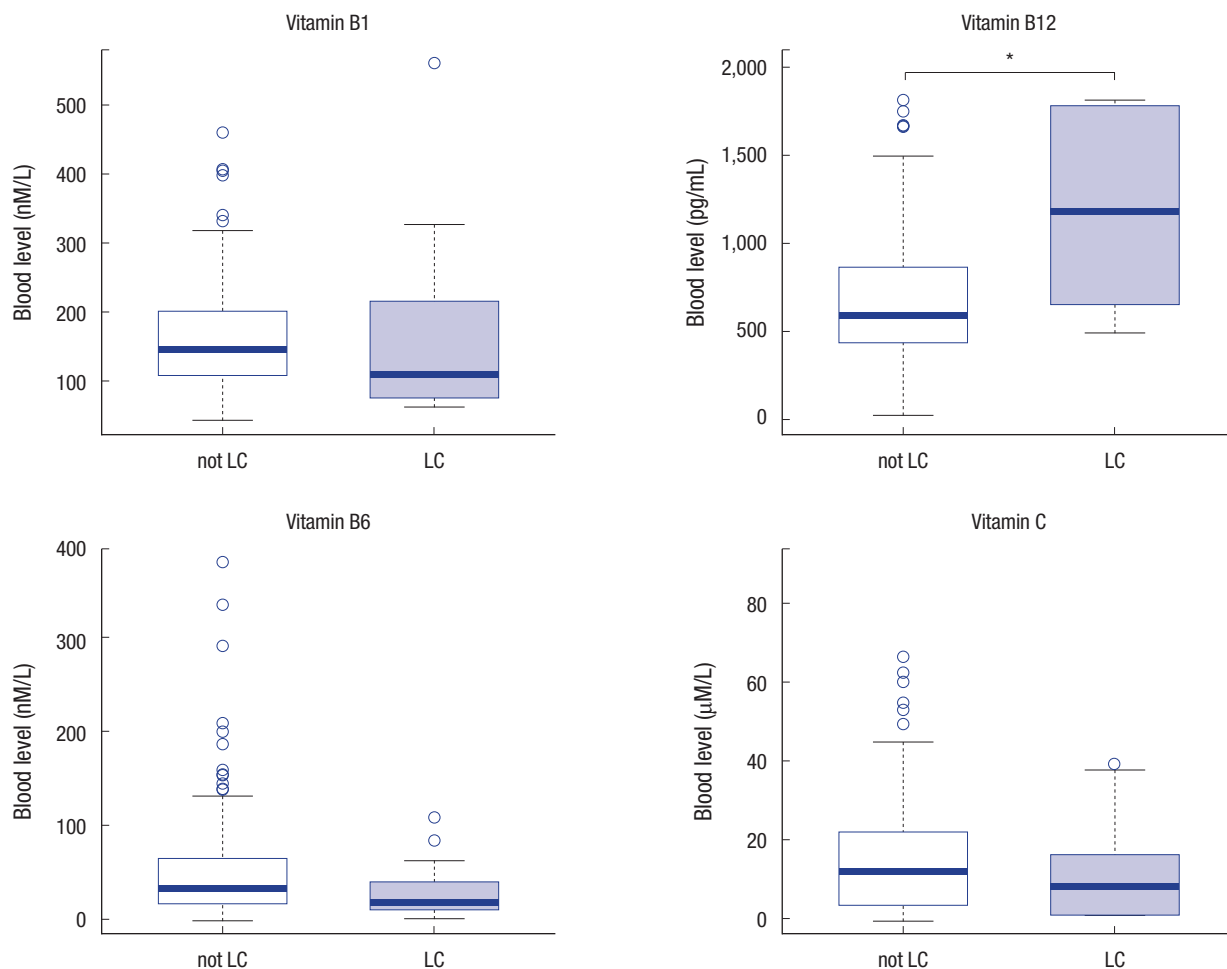 Vitamin B1
Blood level (nM/L)
500
400
300
200
100
not LC
LC
Vitamin B12
*
Blood level (pg/mL)
2,000
1,500
1,000
500
0
not LC
LC
Vitamin B6
Blood level (nM/L)
400
300
200
100
0
not LC
LC
Vitamin C
Blood level (μM/L)
80
60
40
20
0
not LC
LC